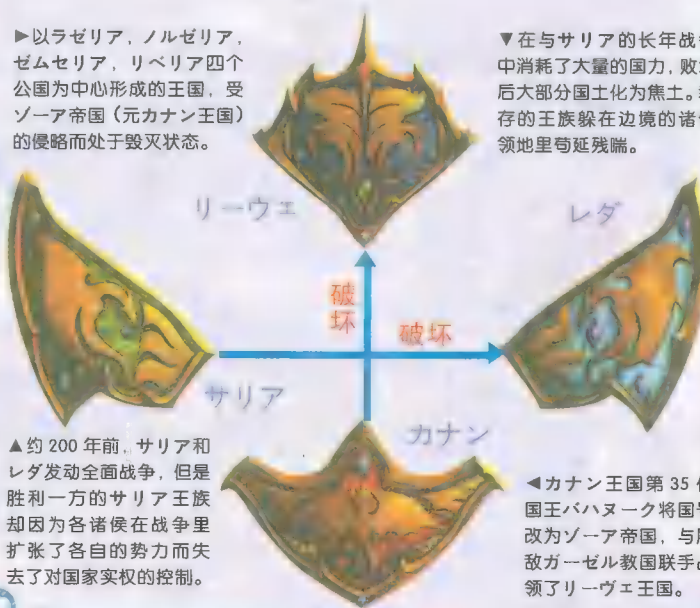 ▶以ラゼリア，ノルゼリア，
ゼムセリア，リベリア四个
公国为中心形成的王国，受
ゾーア帝国（元カナン王国）
的侵略而处于毁灭状态。
▼在与サリア的长年战
中消耗了大量的国力，败
后大部分国土化为焦土。
存的王族躲在边境的诸
领地里苟延残喘。
リーウェ
レダ
破坏
破坏
サリア
カナン
▲约 200 年前，サリア和
レダ发动全面战争，但是
胜利一方的サリア王族
却因为各诸侯在战争里
扩张了各自的势力而失
去了对国家实权的控制。
◀カナン王国第 35
国王バハヌーク将国
改为ゾーア帝国，与
敌ガーゼル教国联手
领了リーヴェ王国。